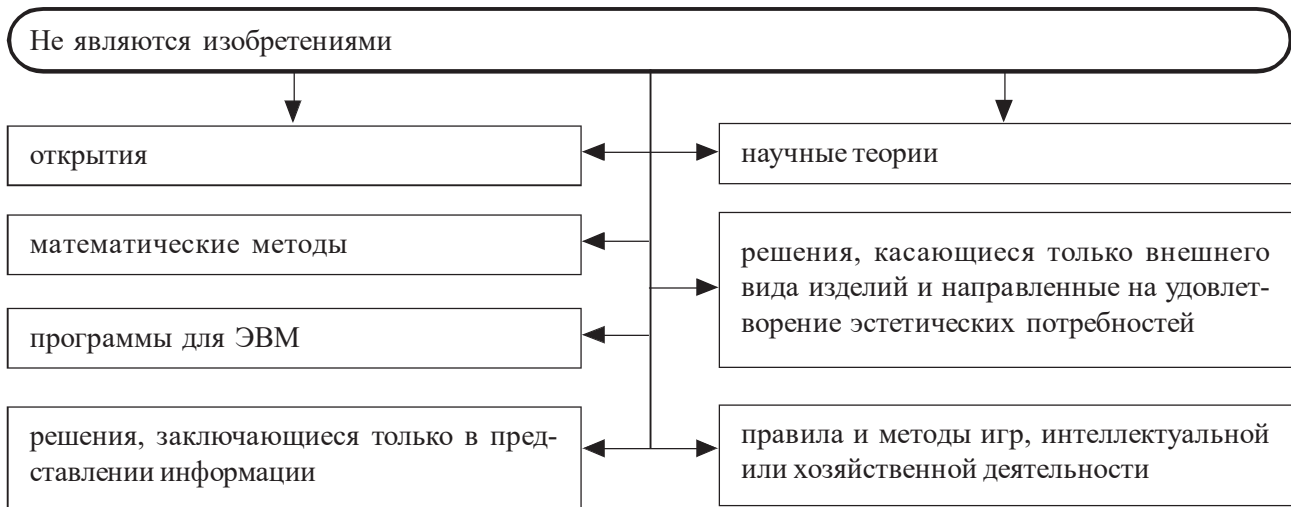 Не являются изобретениями
открытия
научные теории
математические методы
решения, касающиеся только внешнего
вида изделий и направленные на удовлет-
ворение эстетических потребностей
программы для ЭВМ
решения, заключающиеся только в пред-
ставлении информации
правила и методы игр, интеллектуальной
или хозяйственной деятельности